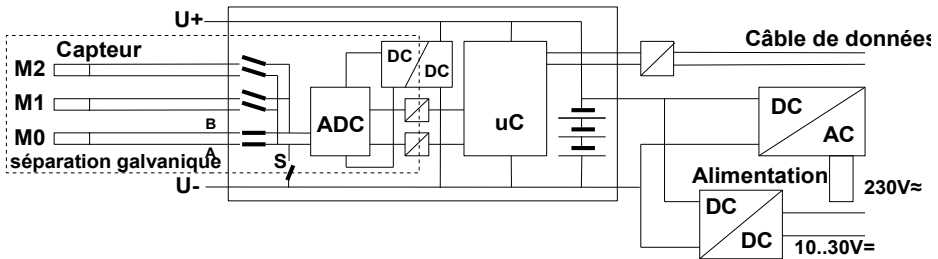 U+
Capteur
Câble de données
M2
DC
DC
M1
DC
B
M0
ADC
uC
AC
A
séparation galvanique
S
Alimentation
230V≈
U-
DC
DC
10..30V=